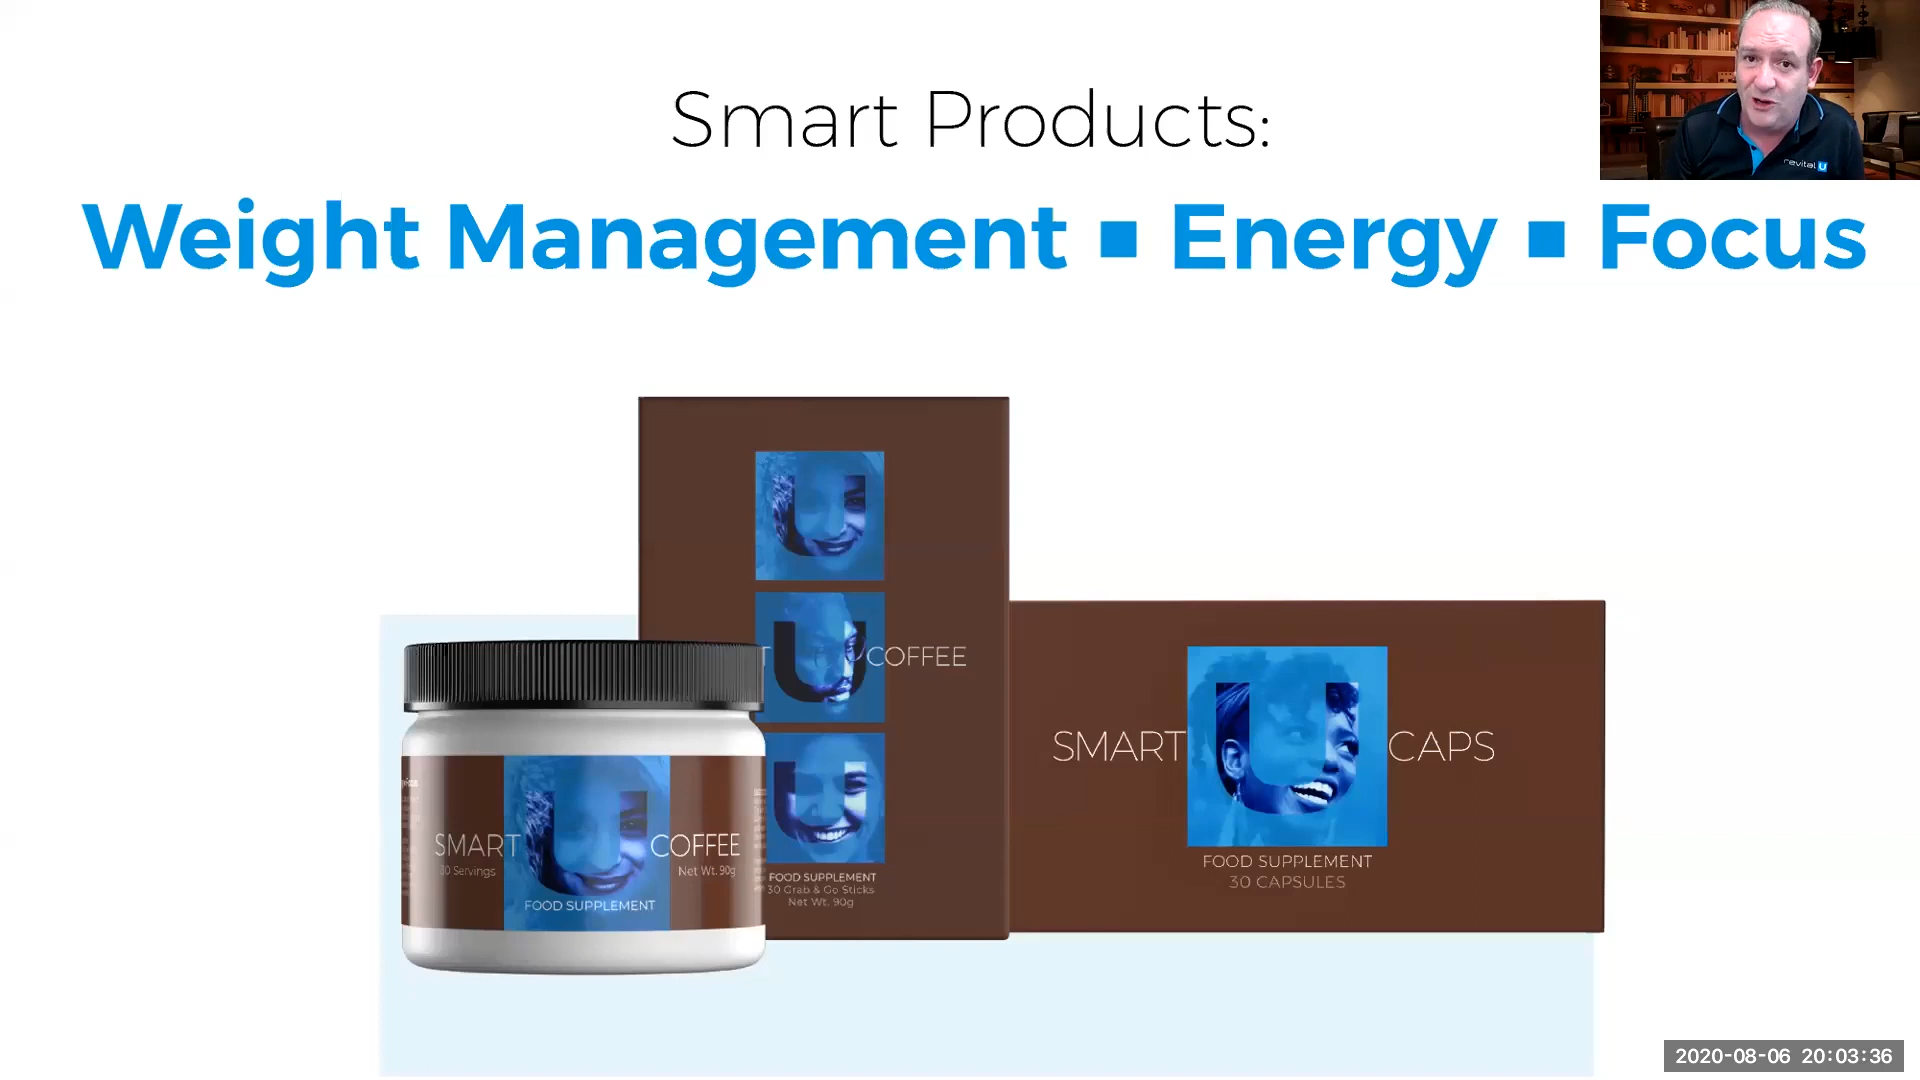 Smart Products:
Weight Management ▪ Energy ▪ Focus
revital U
U
U
COFFEE
U
FOOD SUPPLEMENT
30 Grab & Go Sticks
Net Wt. 90g
SMART U COFFEE
30 Servings
Net Wt. 90g
FOOD SUPPLEMENT
SMART U CAPS
FOOD SUPPLEMENT
30 CAPSULES
2020-08-06 20:03:36